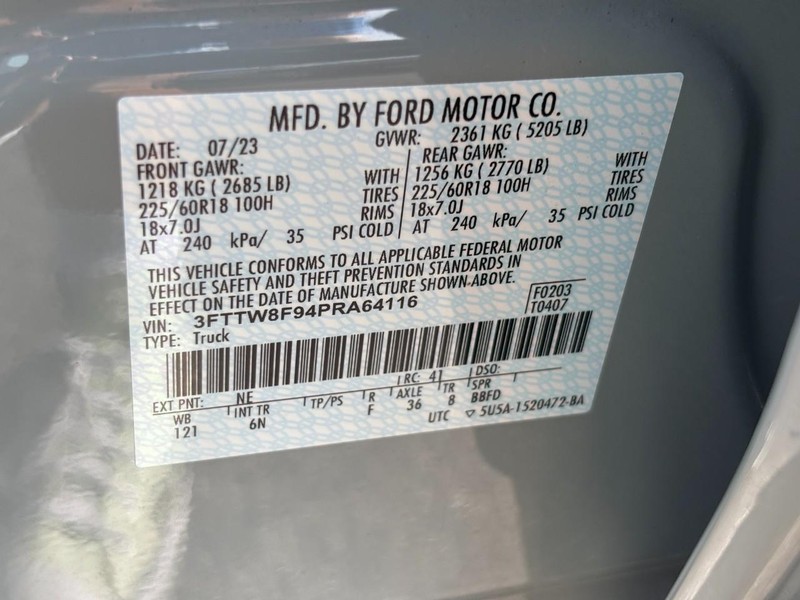 MFD. BY FORD MOTOR CO.
DATE: 07/23 GVWR: 2361 KG ( 5205 LB)
FRONT GAWR: REAR GAWR:
1218 KG ( 2685 LB) WITH 1256 KG ( 2770 LB) WITH
225/60R18 100H TIRES 225/60R18 100H TIRES
18x7.0J RIMS 18x7.0J RIMS
AT 240 kPa/ 35 PSI COLD AT 240 kPa/ 35 PSI COLD
THIS VEHICLE CONFORMS TO ALL APPLICABLE FEDERAL MOTOR
VEHICLE SAFETY AND THEFT PREVENTION STANDARDS IN
EFFECT ON THE DATE OF MANUFACTURE SHOWN ABOVE.
VIN: 3FTTW8F94PRA64116 F0203
TYPE: Truck T0407
EXT PNT: NE RC: 41 DSO:
WB INT TR TP/PS R AXLE TR SPR
121 6N F 36 8 BBFD
UTC ▽ 5U5A-1520472-BA